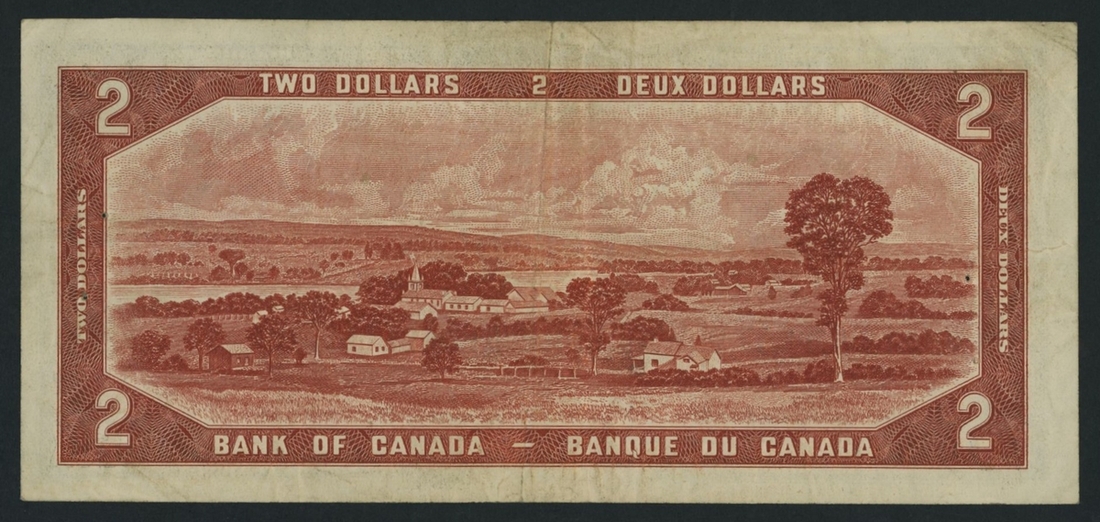 TWO DOLLARS 2 DEUX DOLLARS
2
2
TWO DOLLARS
DEUX DOLLARS
2
2
BANK OF CANADA – BANQUE DU CANADA